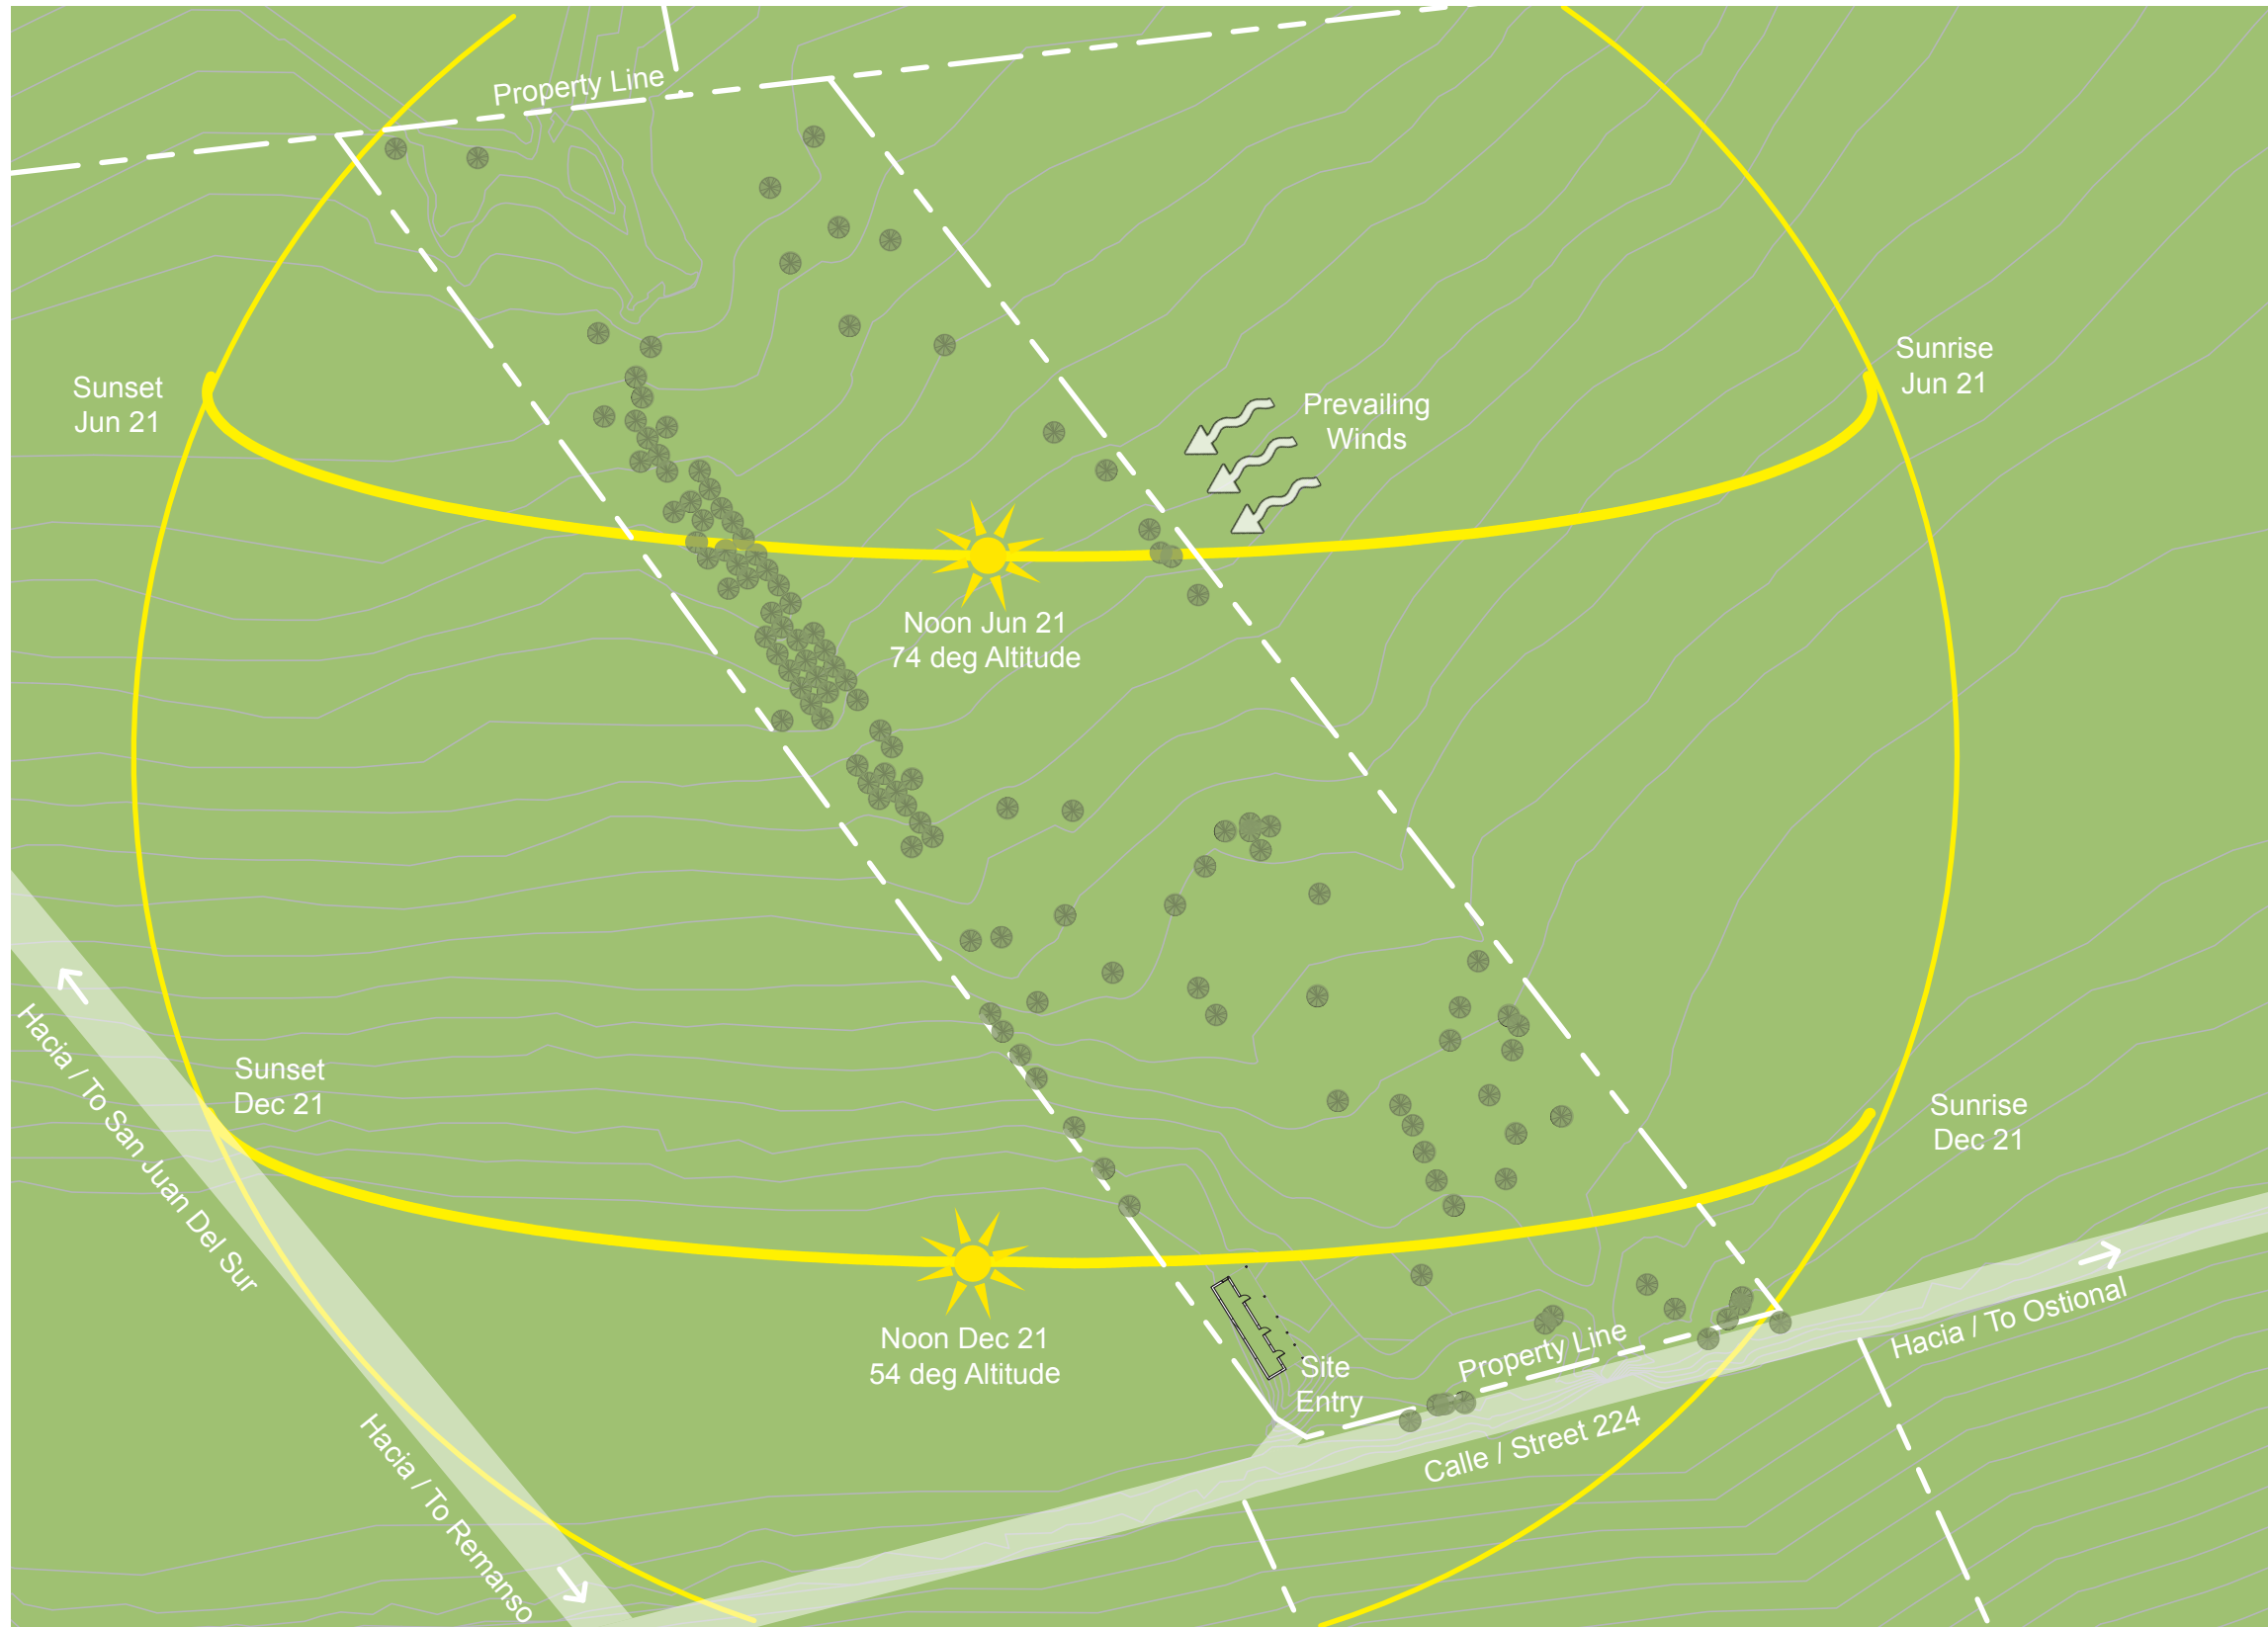 Property Line
Sunset
Jun 21
Sunrise
Jun 21
Prevailing
Winds
Noon Jun 21
74 deg Altitude
Hacia / To San Juan Del Sur
Sunset
Dec 21
Sunrise
Dec 21
Noon Dec 21
54 deg Altitude
Site
Entry
Property Line
Hacia / To Ostional
Calle / Street 224
Hacia / To Remanso